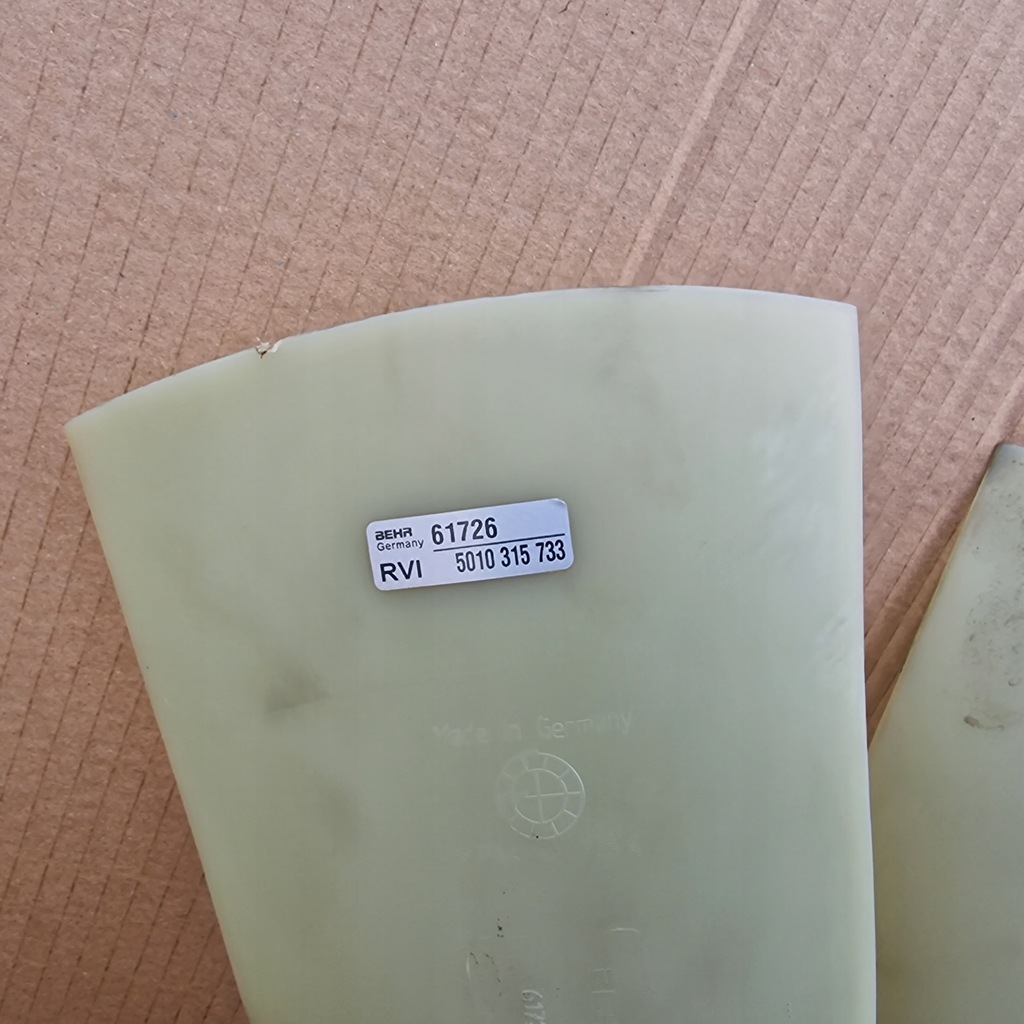 BEHR
Germany
61726
RVI
5010 315 733
Made in Germany